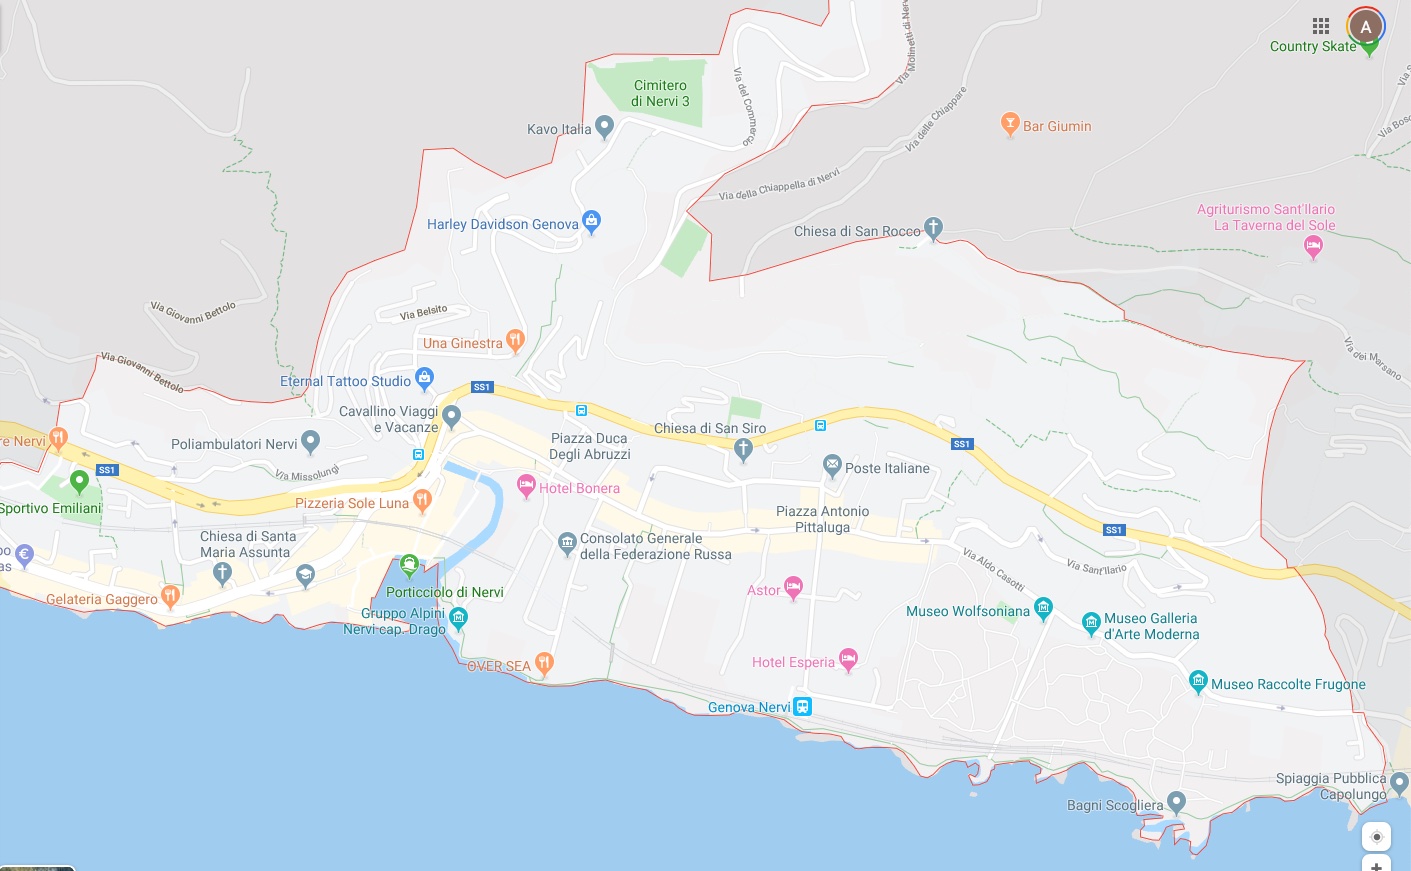 Via Molinetti di Nervi
A
Country Skate
Cimitero
di Nervi 3
Via del Commercio
Via delle Chiappare
Via Bosc
Bar Giumin
Kavo Italia
Via della Chiappella di Nervi
Agriturismo Sant'Ilario
La Taverna del Sole
Harley Davidson Genova
Chiesa di San Rocco
Via Giovanni Bettolo
Via Belsito
Una Ginestra
Via dei Marsano
Via Giovanni Bettolo
Eternal Tattoo Studio
SS1
Cavallino Viaggi
e Vacanze
Chiesa di San Siro
re Nervi
Poliambulatori Nervi
Piazza Duca
Degli Abruzzi
SS1
SS1
Via Missolungi
Poste Italiane
Hotel Bonera
Sportivo Emiliani
Pizzeria Sole Luna
Piazza Antonio
Pittaluga
SS1
Chiesa di Santa
Maria Assunta
Consolato Generale
della Federazione Russa
po
as
Via Aldo Casotti
Via Sant'Ilario
Porticciolo di Nervi
Astor
Gelateria Gaggero
Gruppo Alpini
Nervi cap. Drago
Museo Wolfsoniana
Museo Galleria
d'Arte Moderna
OVER SEA
Hotel Esperia
Museo Raccolte Frugone
Genova Nervi
Spiaggia Pubblica
Capolungo
Bagni Scogliera